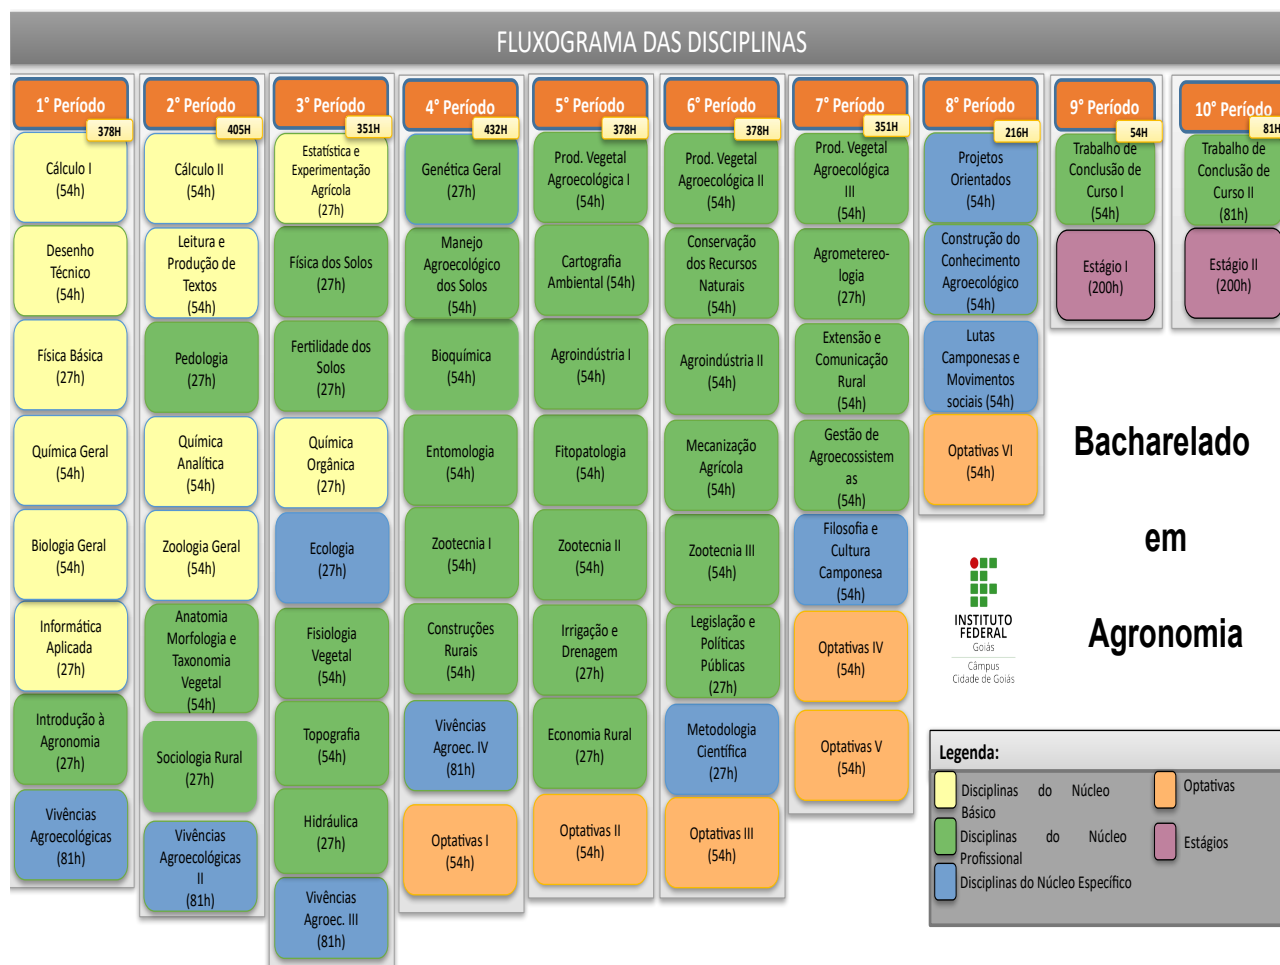 FLUXOGRAMA DAS DISCIPLINAS
1° Período
378H
Cálculo I
(54h)
Desenho
Técnico
(54h)
Física Básica
(27h)
Química Geral
(54h)
Biologia Geral
(54h)
Informática
Aplicada
(27h)
Introdução à
Agronomia
(27h)
Vivências
Agroecológicas
(81h)
2° Período
405H
Cálculo II
(54h)
Leitura e
Produção de
Textos
(54h)
Pedologia
(27h)
Química
Analítica
(54h)
Zoologia Geral
(54h)
Anatomia
Morfologia e
Taxonomia
Vegetal
(54h)
Sociologia Rural
(27h)
Vivências
Agroecológicas
II
(81h)
3° Período
351H
Estatística e
Experimentação
Agrícola
(27h)
Física dos Solos
(27h)
Fertilidade dos
Solos
(27h)
Química
Orgânica
(27h)
Ecologia
(27h)
Fisiologia
Vegetal
(54h)
Topografia
(54h)
Hidráulica
(27h)
Vivências
Agroec. III
(81h)
4° Período
432H
Genética Geral
(27h)
Manejo
Agroecológico
dos Solos
(54h)
Bioquímica
(54h)
Entomologia
(54h)
Zootecnia I
(54h)
Construções
Rurais
(54h)
Vivências
Agroec. IV
(81h)
Optativas I
(54h)
5° Período
378H
Prod. Vegetal
Agroecológica I
(54h)
Cartografia
Ambiental (54h)
Agroindústria I
(54h)
Fitopatologia
(54h)
Zootecnia II
(54h)
Irrigação e
Drenagem
(27h)
Economia Rural
(27h)
Optativas II
(54h)
6° Período
378H
Prod. Vegetal
Agroecológica II
(54h)
Conservação
dos Recursos
Naturais
(54h)
Agroindústria II
(54h)
Mecanização
Agrícola
(54h)
Zootecnia III
(54h)
Legislação e
Políticas
Públicas
(27h)
Metodologia
Científica
(27h)
Optativas III
(54h)
7° Período
351H
Prod. Vegetal
Agroecológica
III
(54h)
Agrometereo-
logia
(27h)
Extensão e
Comunicação
Rural
(54h)
Gestão de
Agroecossistem
as
(54h)
Filosofia e
Cultura
Camponesa
(54h)
Optativas IV
(54h)
Optativas V
(54h)
8° Período
216H
Projetos
Orientados
(54h)
Construção do
Conhecimento
Agroecológico
(54h)
Lutas
Camponesas e
Movimentos
sociais (54h)
Optativas VI
(54h)
9° Período
54H
Trabalho de
Conclusão de
Curso I
(54h)
Estágio I
(200h)
10° Período
81H
Trabalho de
Conclusão de
Curso II
(81h)
Estágio II
(200h)
Bacharelado
em
Agronomia
INSTITUTO
FEDERAL
Goiás
Câmpus
Cidade de Goiás
Legenda:
Disciplinas do Núcleo
Básico
Disciplinas do Núcleo
Profissional
Disciplinas do Núcleo Específico
Optativas
Estágios